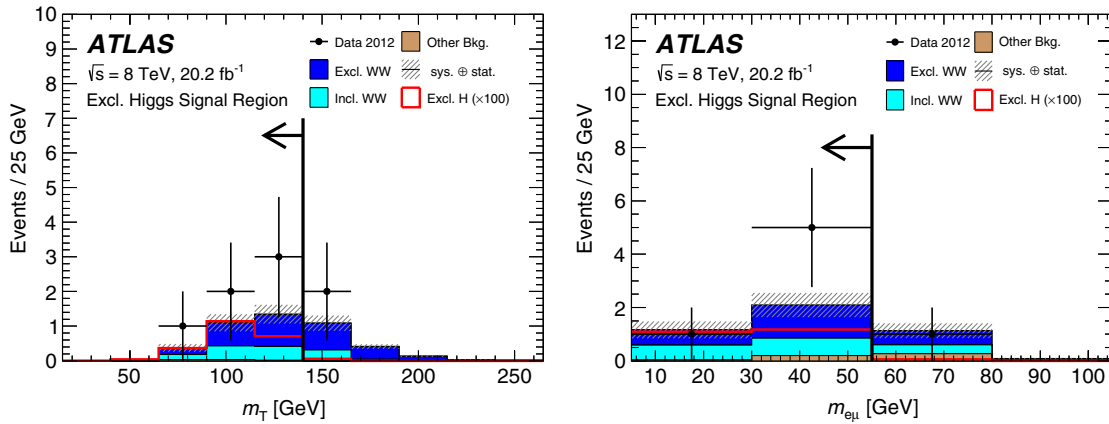 ATLAS
√s = 8 TeV, 20.2 fb⁻¹
Excl. Higgs Signal Region
Data 2012
Other Bkg.
Excl. WW
sys. ⊕ stat.
Incl. WW
Excl. H (×100)
Events / 25 GeV
10
9
8
7
6
5
4
3
2
1
0
50 100 150 200 250
m_T [GeV]
ATLAS
√s = 8 TeV, 20.2 fb⁻¹
Excl. Higgs Signal Region
Data 2012
Other Bkg.
Excl. WW
sys. ⊕ stat.
Incl. WW
Excl. H (×100)
Events / 25 GeV
12
10
8
6
4
2
0
10 20 30 40 50 60 70 80 90 100
m_eμ [GeV]